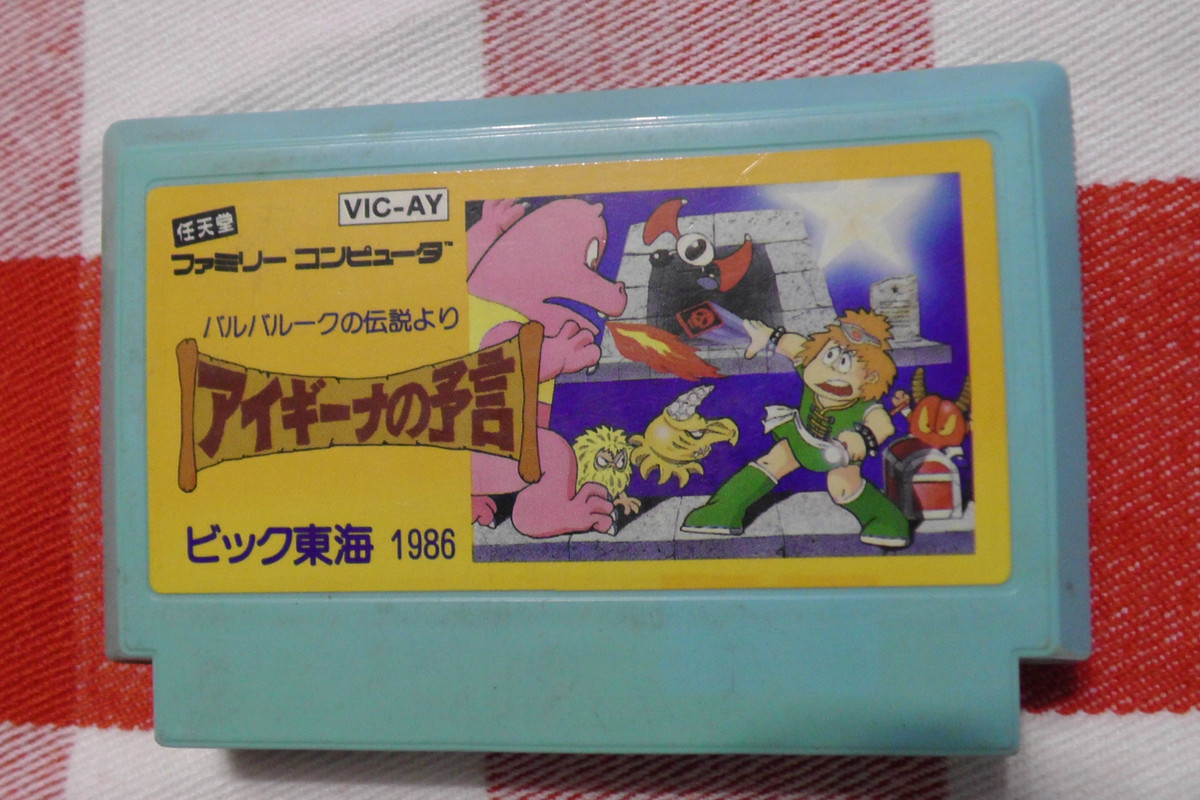 任天堂
VIC-AY
ファミリー コンピュータ™
バルバルークの伝説より
アイギーナの予言
ビック東海 1986